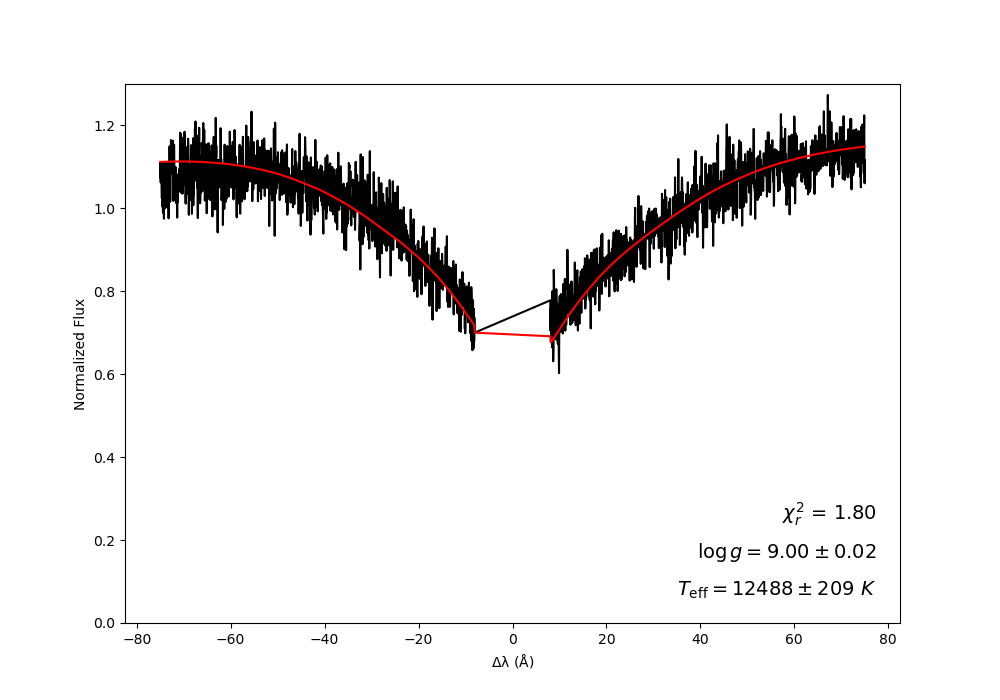 1.2
1.0
0.8
0.6
0.4
0.2
0.0
Normalized Flux
χ²ᵣ = 1.80
log g = 9.00 ± 0.02
T_eff = 12488 ± 209 K
−80 −60 −40 −20 0 20 40 60 80
Δλ (Å)